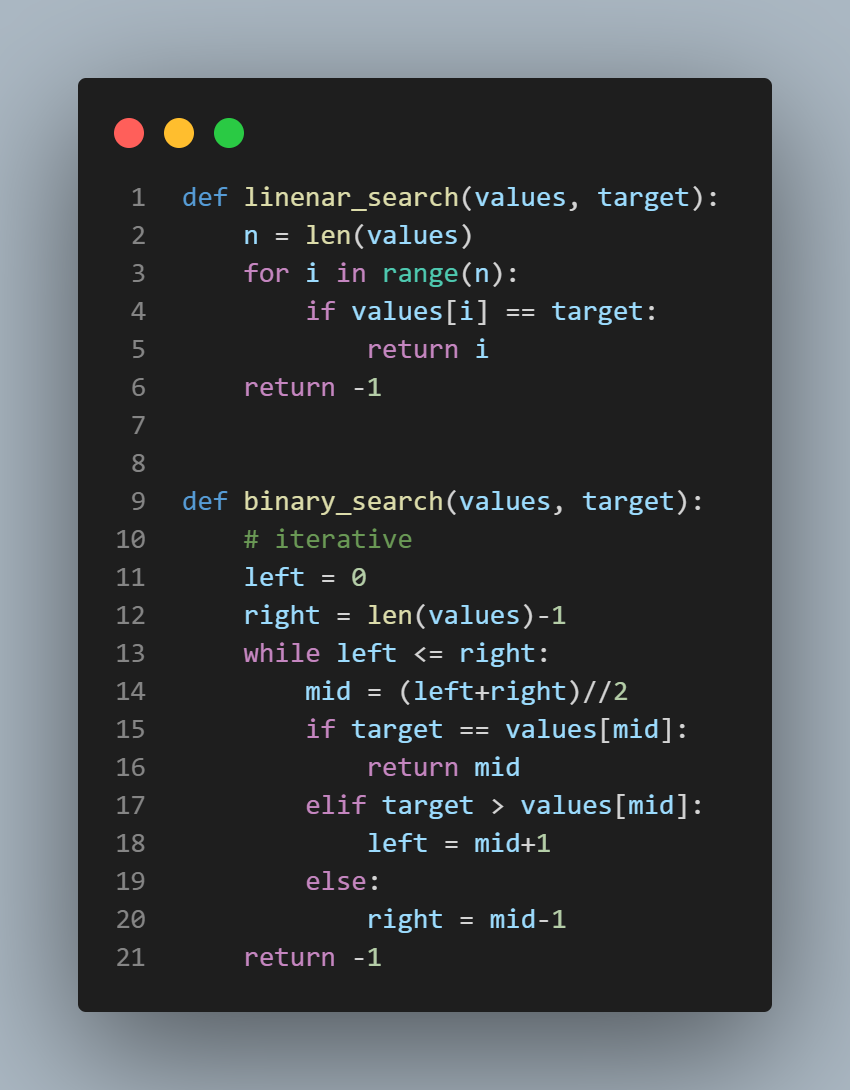 1 def linenar_search(values, target):
2     n = len(values)
3     for i in range(n):
4         if values[i] == target:
5             return i
6     return -1
7
8
9 def binary_search(values, target):
10     # iterative
11     left = 0
12     right = len(values)-1
13     while left <= right:
14         mid = (left+right)//2
15         if target == values[mid]:
16             return mid
17         elif target > values[mid]:
18             left = mid+1
19         else:
20             right = mid-1
21     return -1